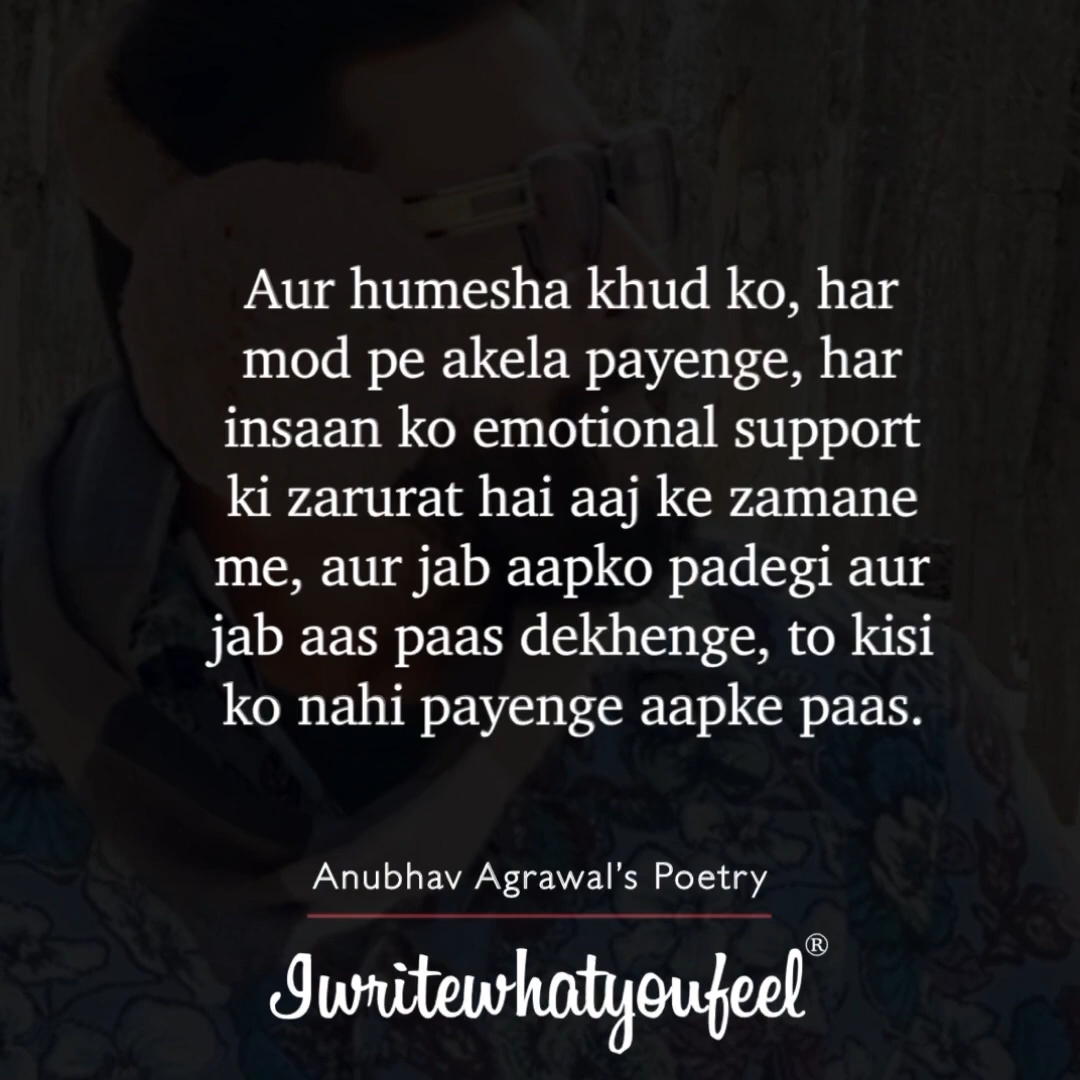 Aur humesha khud ko, har
mod pe akela payenge, har
insaan ko emotional support
ki zarurat hai aaj ke zamane
me, aur jab aapko padegi aur
jab aas paas dekhenge, to kisi
ko nahi payenge aapke paas.
Anubhav Agrawal’s Poetry
Iwritewhatyoufeel®